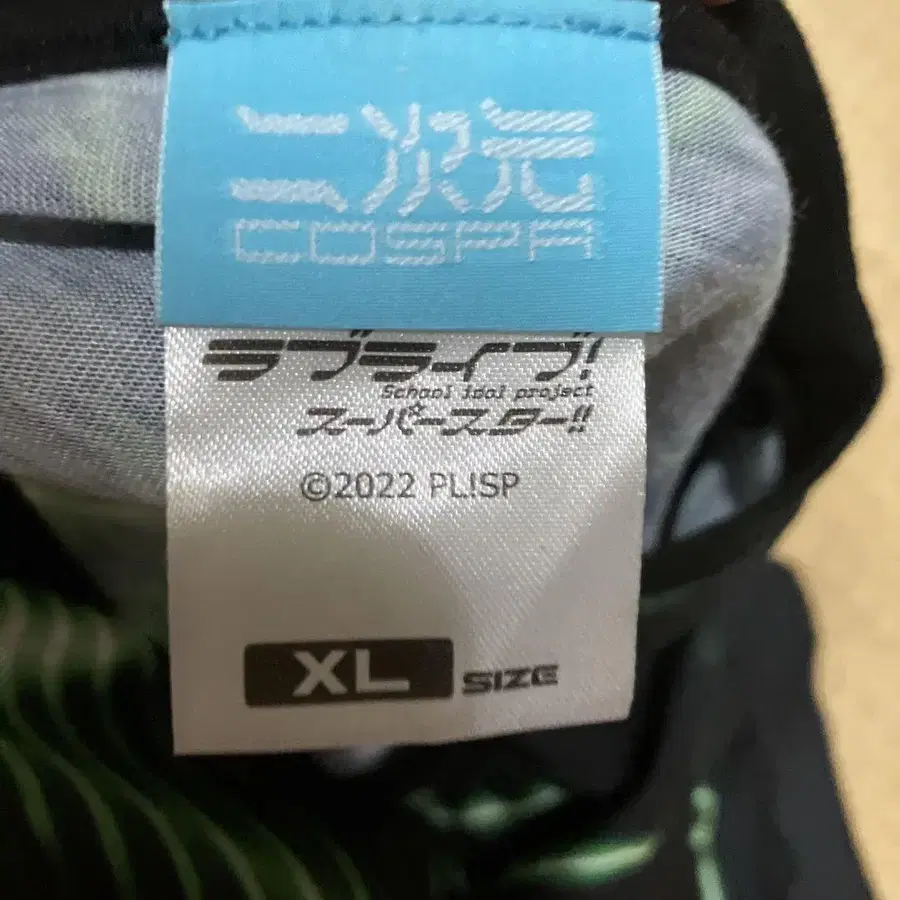 二次元
COSPA
ラブライブ!
School idol project
スーパースター!!
©2022 PL!SP
XL SIZE